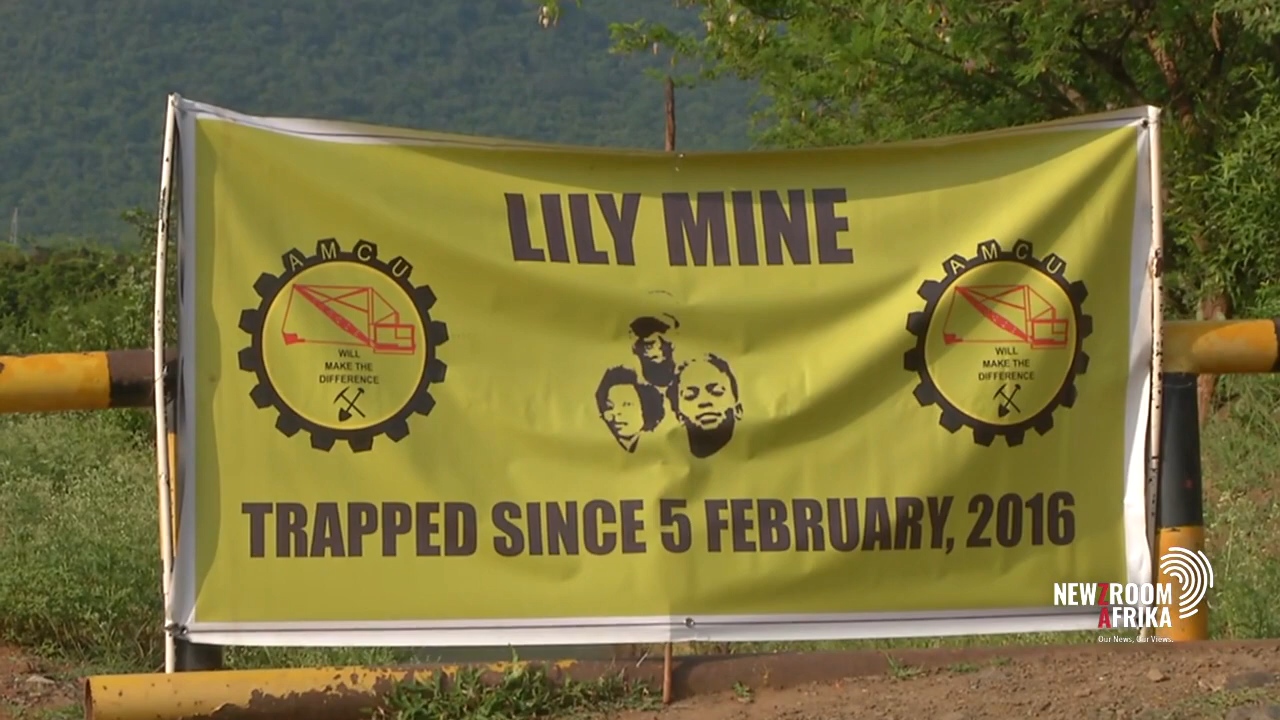 LILY MINE
AMCU
WILL
MAKE THE
DIFFERENCE
AMCU
WILL
MAKE THE
DIFFERENCE
TRAPPED SINCE 5 FEBRUARY, 2016
NEWZROOM
AFRIKA
Our News, Our Views.